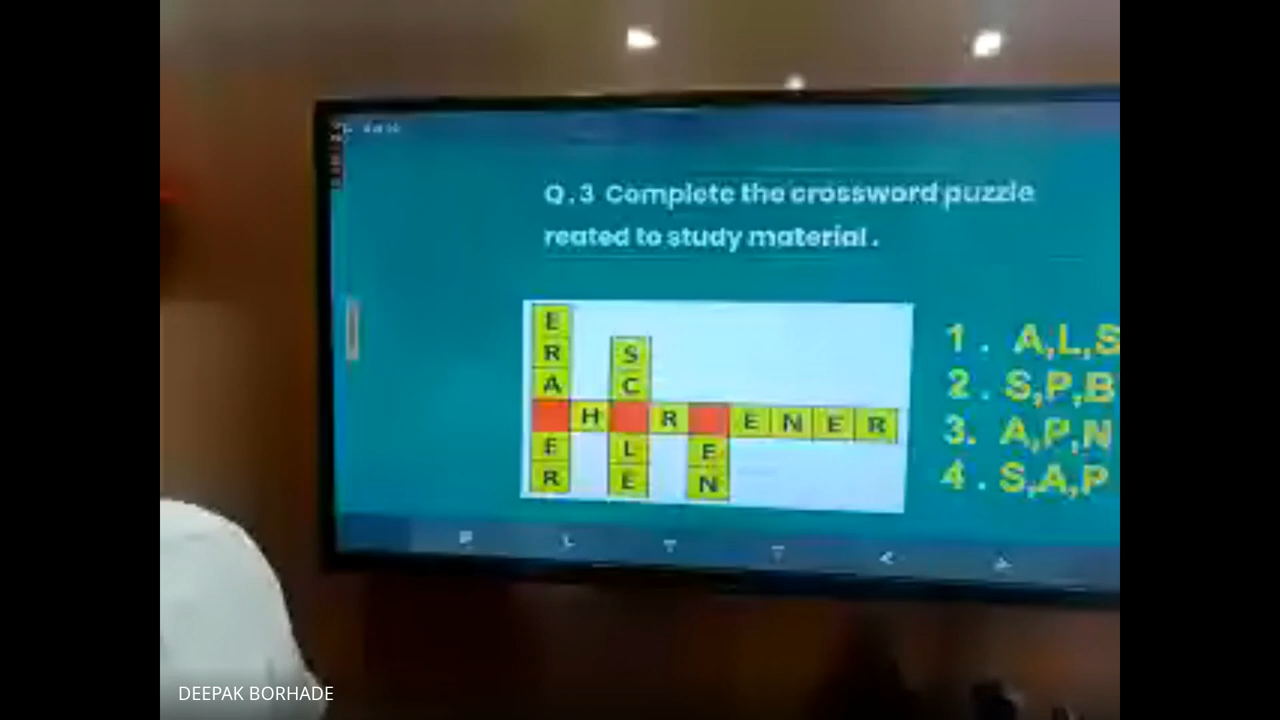 Q.3 Complete the crossword puzzle
reated to study material .
E
R S
A C
H R E N E R
E L E
R E N
1 . A,L,S
2 . S,P,B
3. A,P,N
4 . S,A,P
DEEPAK BORHADE